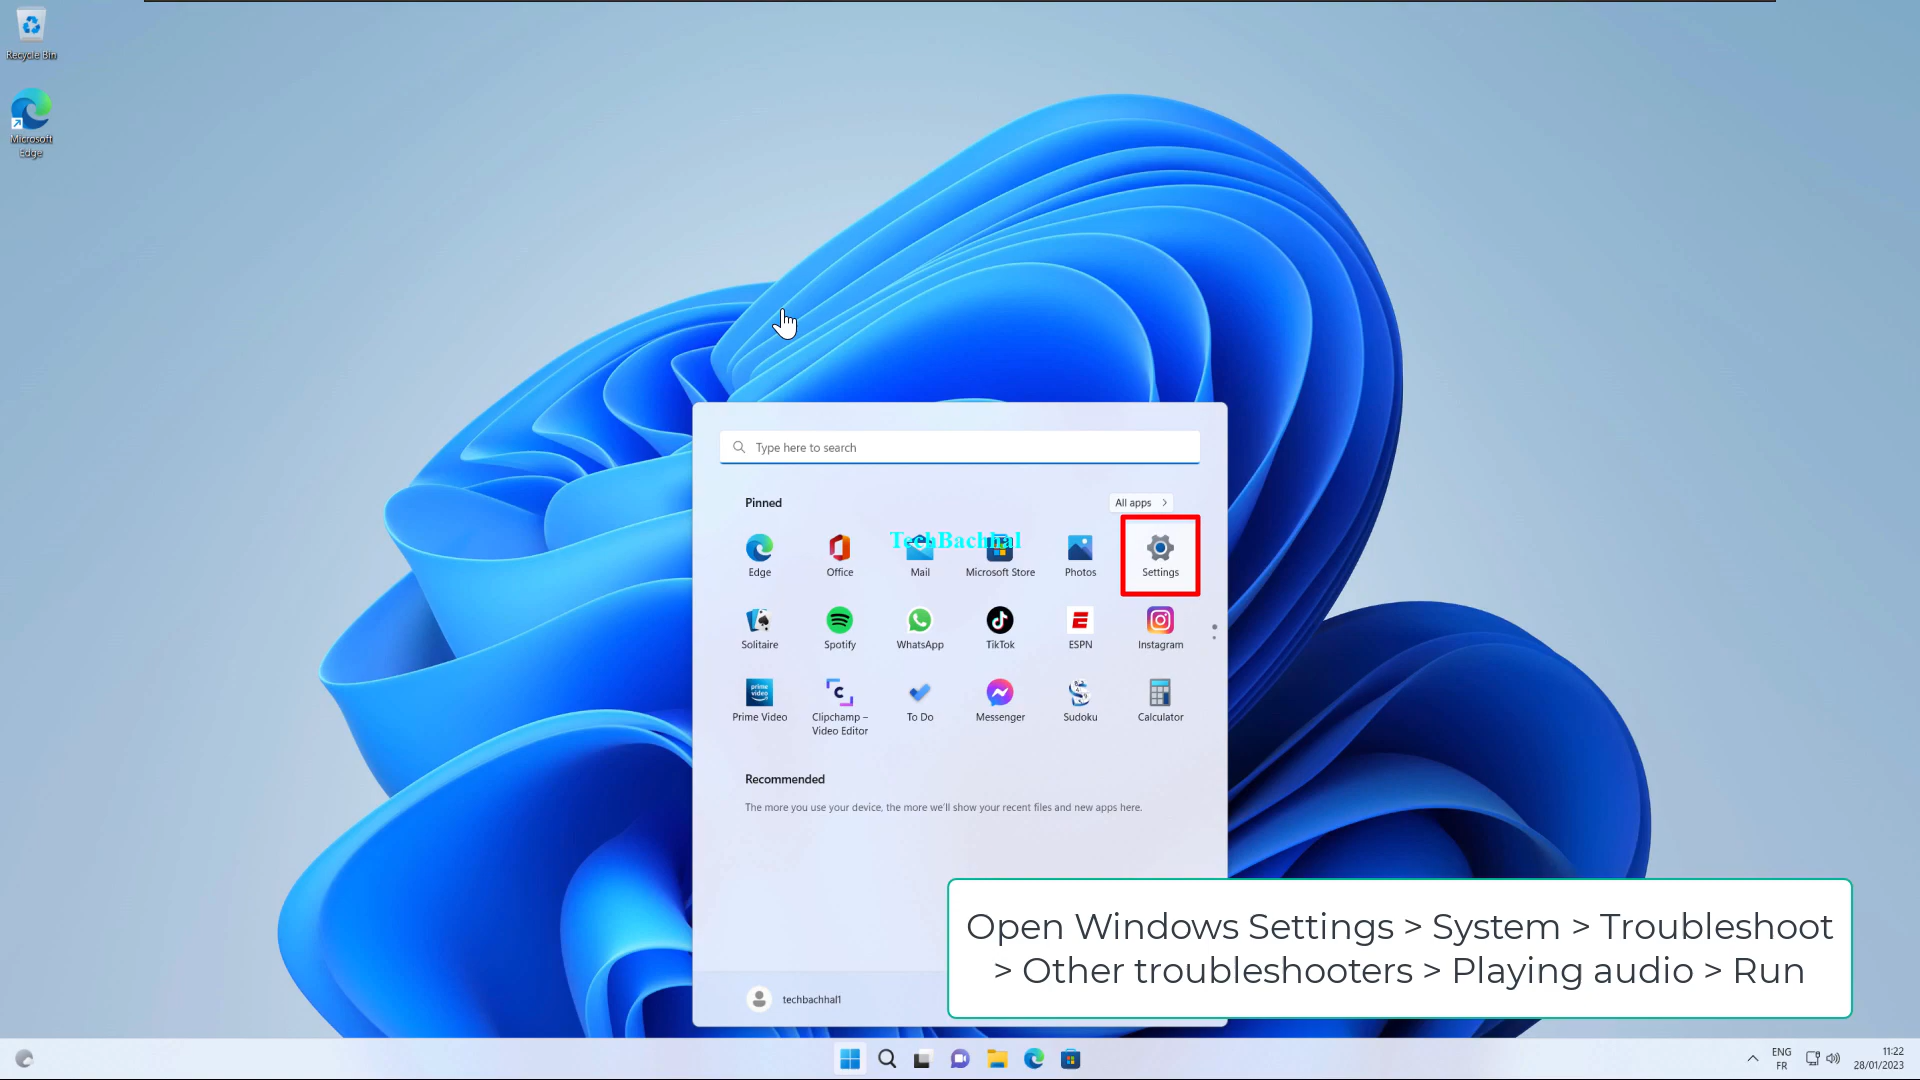 Recycle Bin
Microsoft
Edge
Type here to search
Pinned
All apps
TechBachhal
Edge
Office
Mail
Microsoft Store
Photos
Settings
Solitaire
Spotify
WhatsApp
TikTok
ESPN
Instagram
prime
video
Prime Video
Clipchamp –
Video Editor
To Do
Messenger
Sudoku
Calculator
Recommended
The more you use your device, the more we'll show your recent files and new apps here.
Open Windows Settings > System > Troubleshoot
> Other troubleshooters > Playing audio > Run
techbachhal1
ENG
FR
11:22
28/01/2023